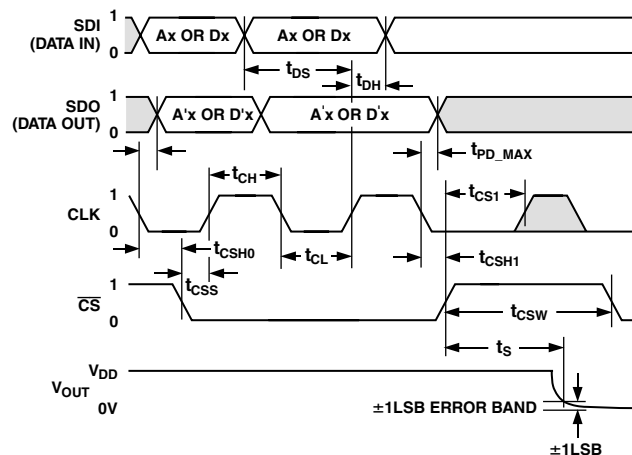 SDI
(DATA IN)
1
0
Ax OR Dx
Ax OR Dx
tDS
tDH
SDO
(DATA OUT)
1
0
A'x OR D'x
A'x OR D'x
tPD_MAX
tCH
tCS1
CLK
1
0
tCSH0
tCL
tCSH1
tCSS
CS
1
0
tCSW
tS
VDD
VOUT
0V
±1LSB ERROR BAND
±1LSB